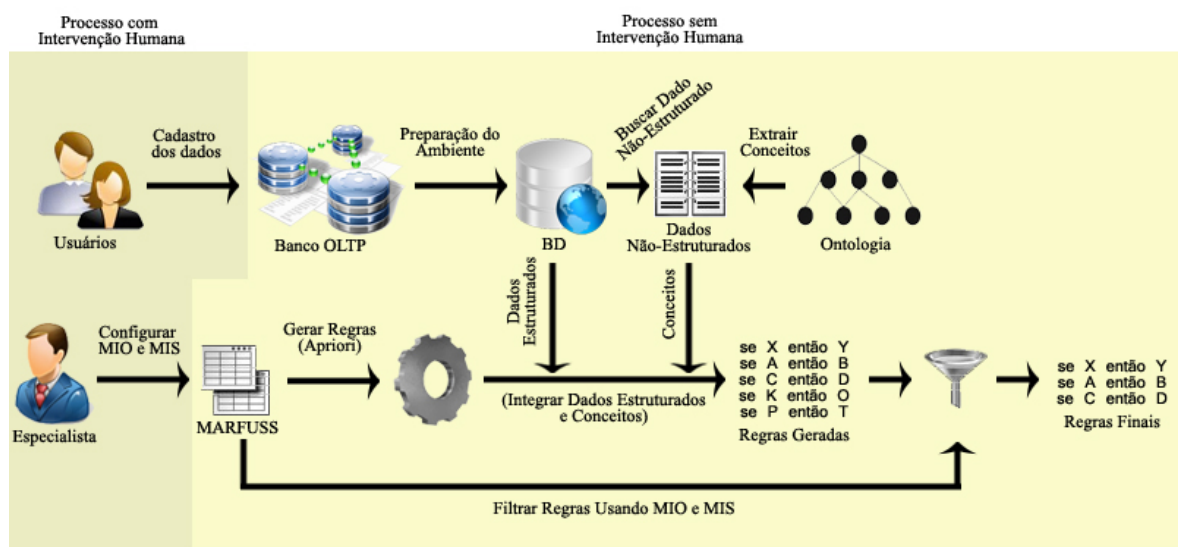 Processo com
Intervenção Humana
Processo sem
Intervenção Humana
Cadastro
dos dados
Preparação do
Ambiente
Buscar Dado
Não-Estruturado
Extrair
Conceitos
Usuários
Banco OLTP
BD
Dados
Não-Estruturados
Ontologia
Dados
Estruturados
Conceitos
Configurar
MIO e MIS
Gerar Regras
(Apriori)
(Integrar Dados Estruturados
e Conceitos)
se X então Y
se A então B
se C então D
se K então O
se P então T
Regras Geradas
se X então Y
se A então B
se C então D
Regras Finais
Especialista
MARFUSS
Filtrar Regras Usando MIO e MIS